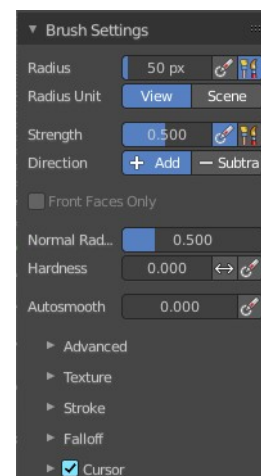 Brush Settings
Radius 50 px
Radius Unit View Scene
Strength 0.500
Direction + Add — Subtra
Front Faces Only
Normal Rad.. 0.500
Hardness 0.000
Autosmooth 0.000
Advanced
Texture
Stroke
Falloff
Cursor